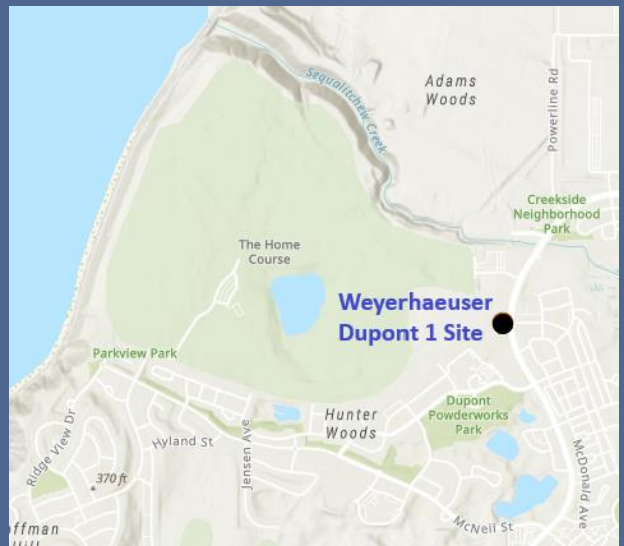 Adams
Woods
Powerline Rd
Sequalitchew Creek
Creekside
Neighborhood
Park
The Home
Course
Weyerhaeuser
Dupont 1 Site
Parkview Park
Dupont
Powderworks
Park
Hunter
Woods
Hyland St
Jensen Ave
Ridge View Dr
McDonald Ave
370 ft
McNeil St
offman